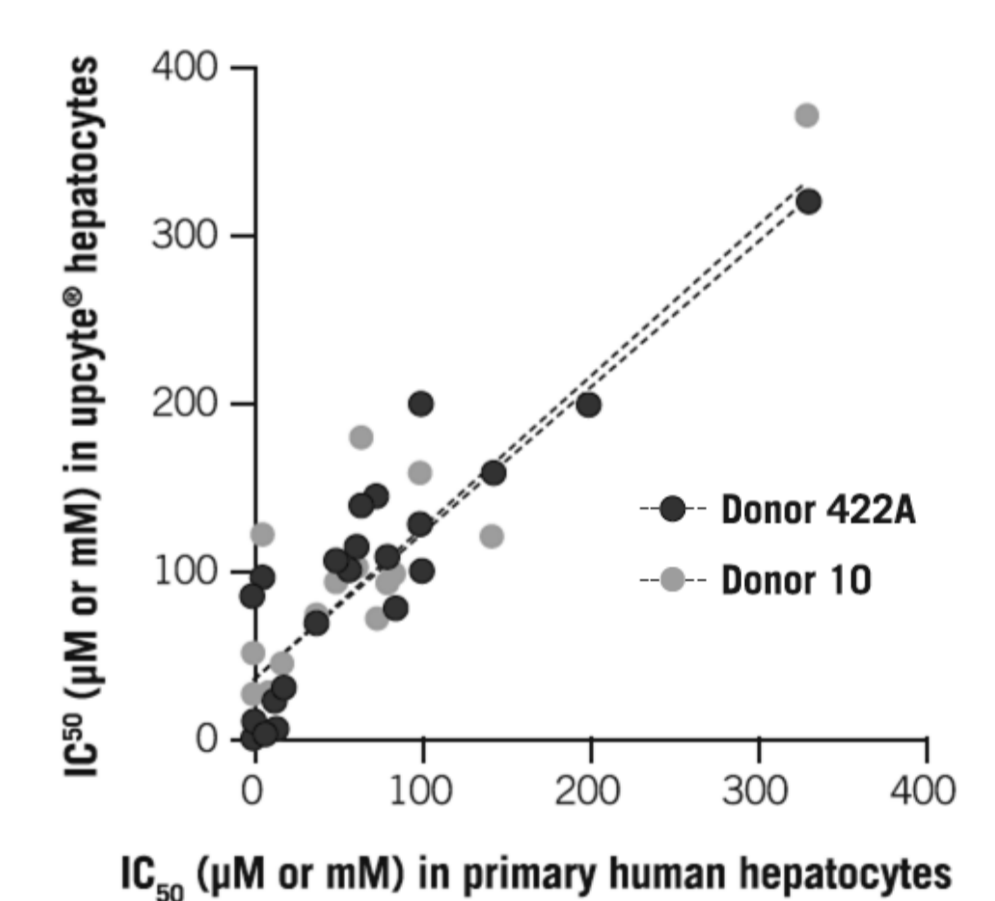 IC⁵⁰ (µM or mM) in upcyte® hepatocytes
400
300
200
100
0
Donor 422A
Donor 10
0 100 200 300 400
IC₅₀ (µM or mM) in primary human hepatocytes